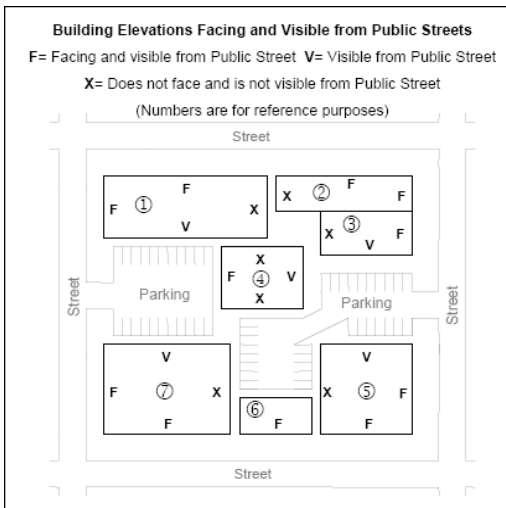 Building Elevations Facing and Visible from Public Streets
F= Facing and visible from Public Street V= Visible from Public Street
X= Does not face and is not visible from Public Street
(Numbers are for reference purposes)
Street
F ① F X
V
X ② F F
X ③ F
V
X
F ④ V
X
Street
Parking
Parking
Street
V
F ⑦ X
F
⑥
F
V
X ⑤ F
F
Street